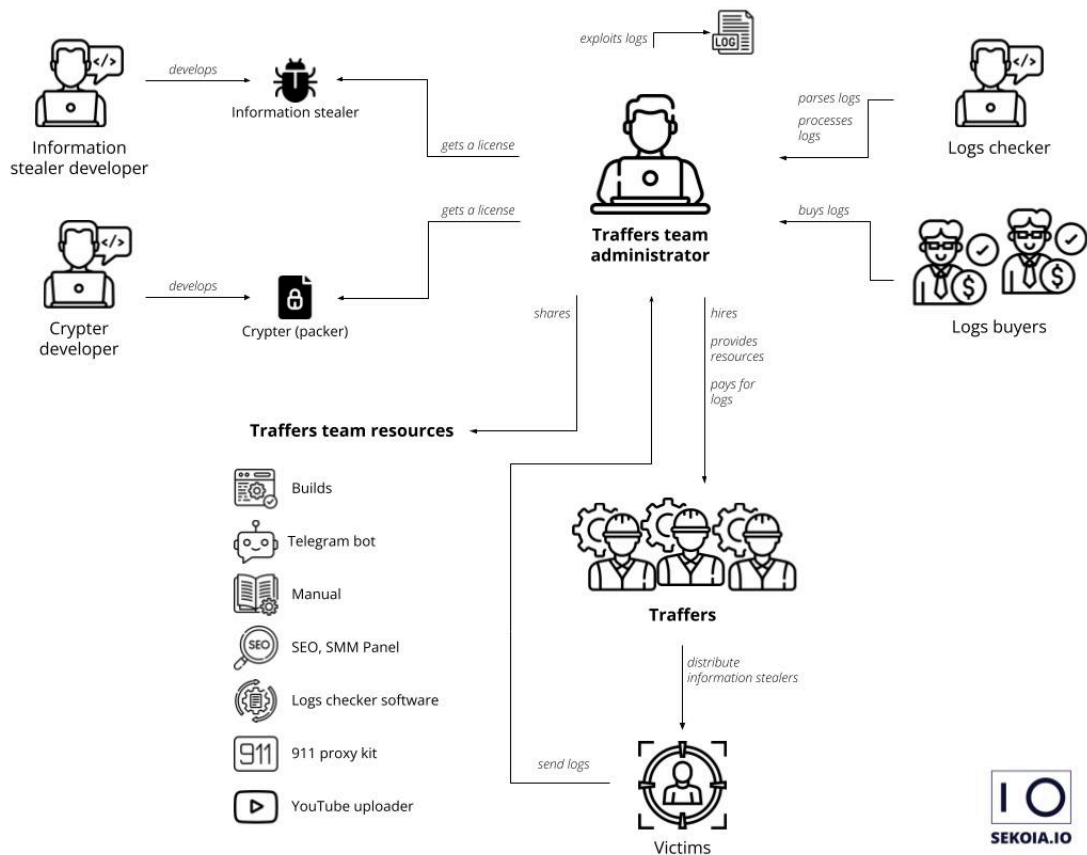 exploits logs
LOG
</>
develops
Information stealer
Information
stealer developer
gets a license
parses logs
processes
logs
Logs checker
</>
develops
Crypter (packer)
Crypter
developer
gets a license
Traffers team
administrator
buys logs
Logs buyers
shares
hires
provides
resources
pays for
logs
Traffers team resources
Builds
Telegram bot
Manual
SEO
SEO, SMM Panel
Logs checker software
911
911 proxy kit
YouTube uploader
Traffers
distribute
information stealers
send logs
Victims
</>
$
$
IO
SEKOIA.IO